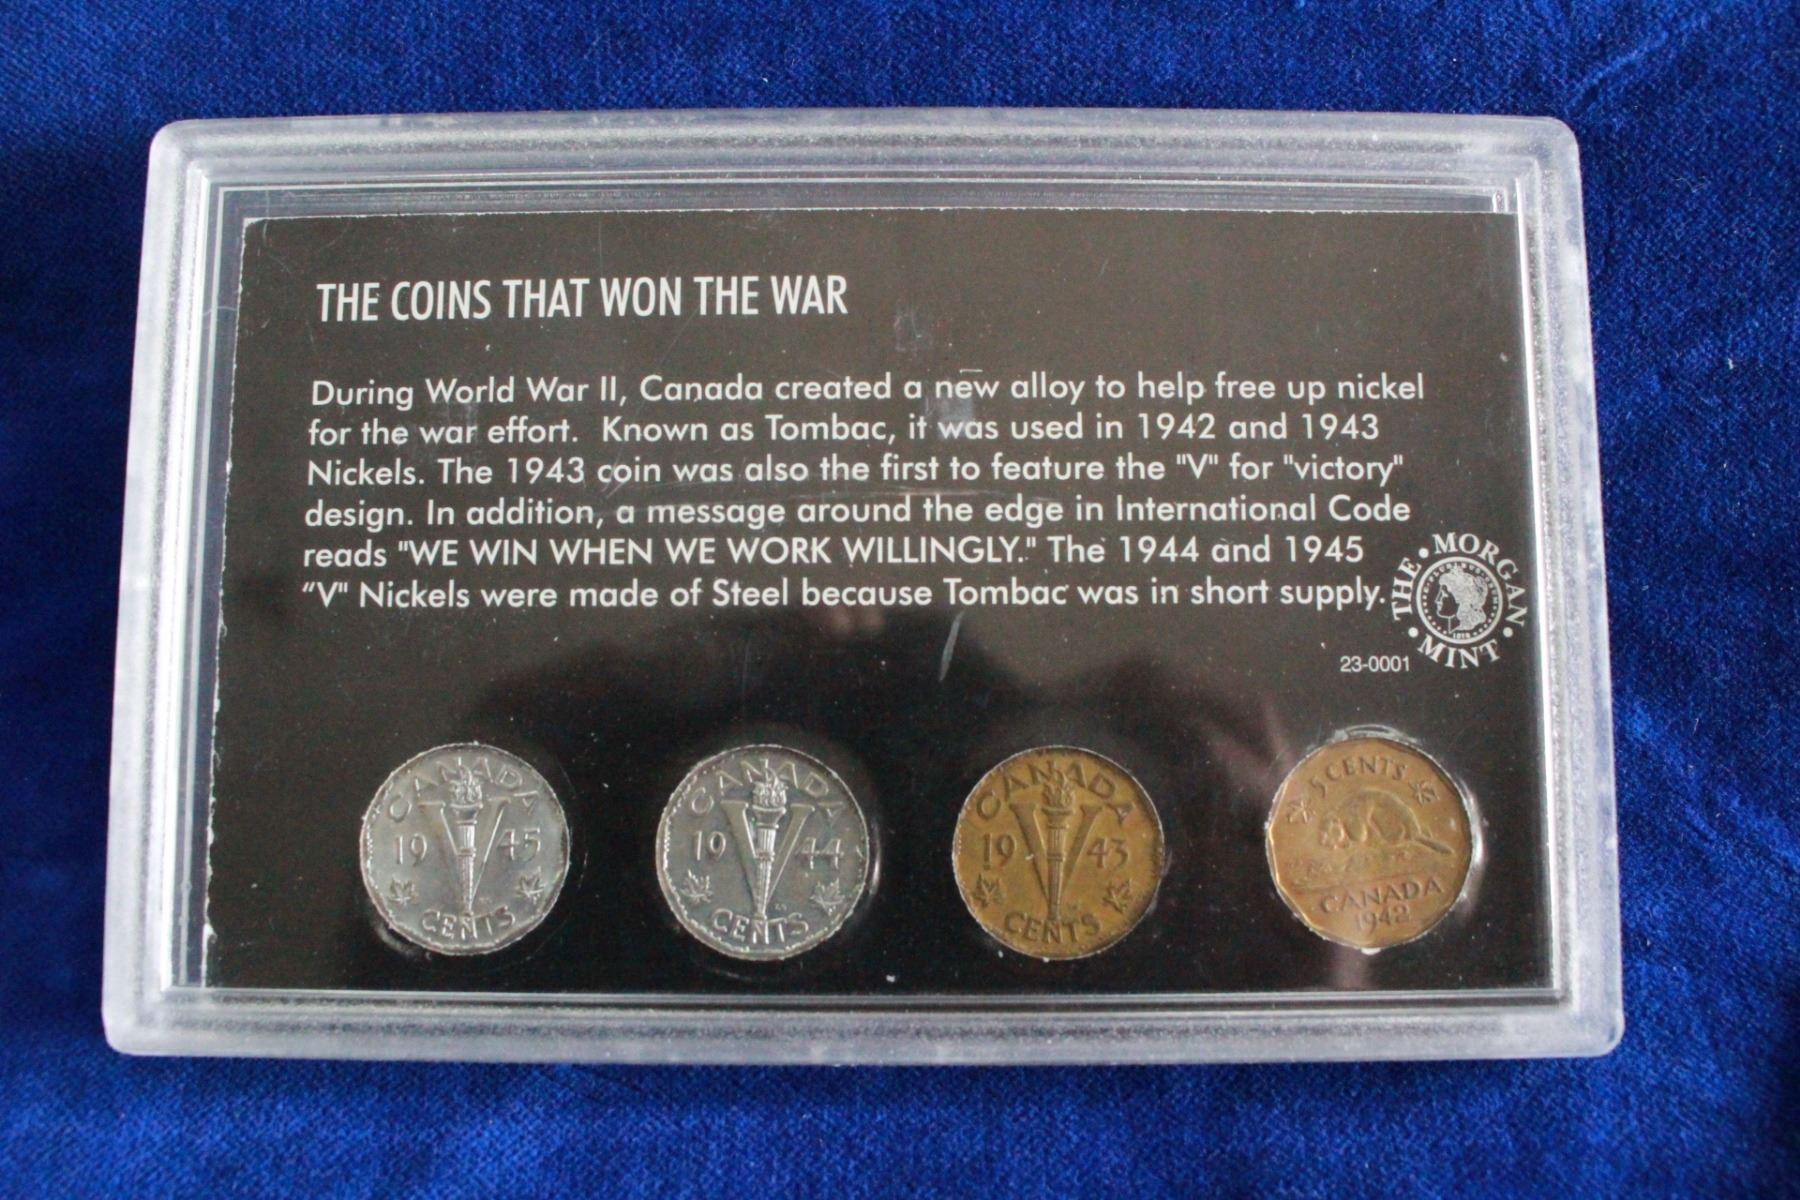 THE COINS THAT WON THE WAR
During World War II, Canada created a new alloy to help free up nickel
for the war effort. Known as Tombac, it was used in 1942 and 1943
Nickels. The 1943 coin was also the first to feature the "V" for "victory"
design. In addition, a message around the edge in International Code
reads "WE WIN WHEN WE WORK WILLINGLY." The 1944 and 1945
“V" Nickels were made of Steel because Tombac was in short supply.
THE • MORGAN • MINT •
23-0001
CANADA
19 45
CENTS
CANADA
19 44
CENTS
CANADA
19 43
CENTS
5 CENTS
CANADA
1942